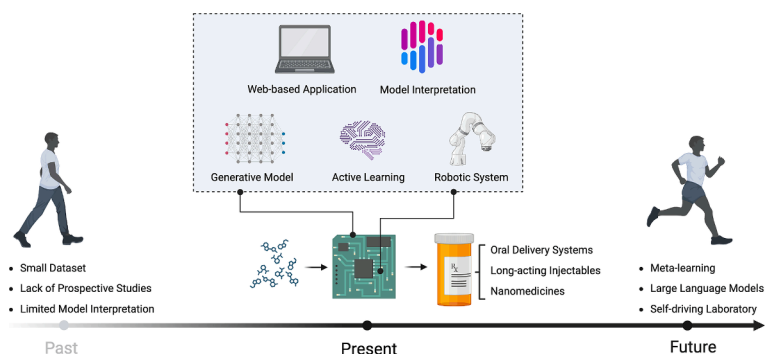 Web-based Application
Model Interpretation
Generative Model
Active Learning
Robotic System
Small Dataset
Lack of Prospective Studies
Limited Model Interpretation
Rx
Oral Delivery Systems
Long-acting Injectables
Nanomedicines
Meta-learning
Large Language Models
Self-driving Laboratory
Past
Present
Future